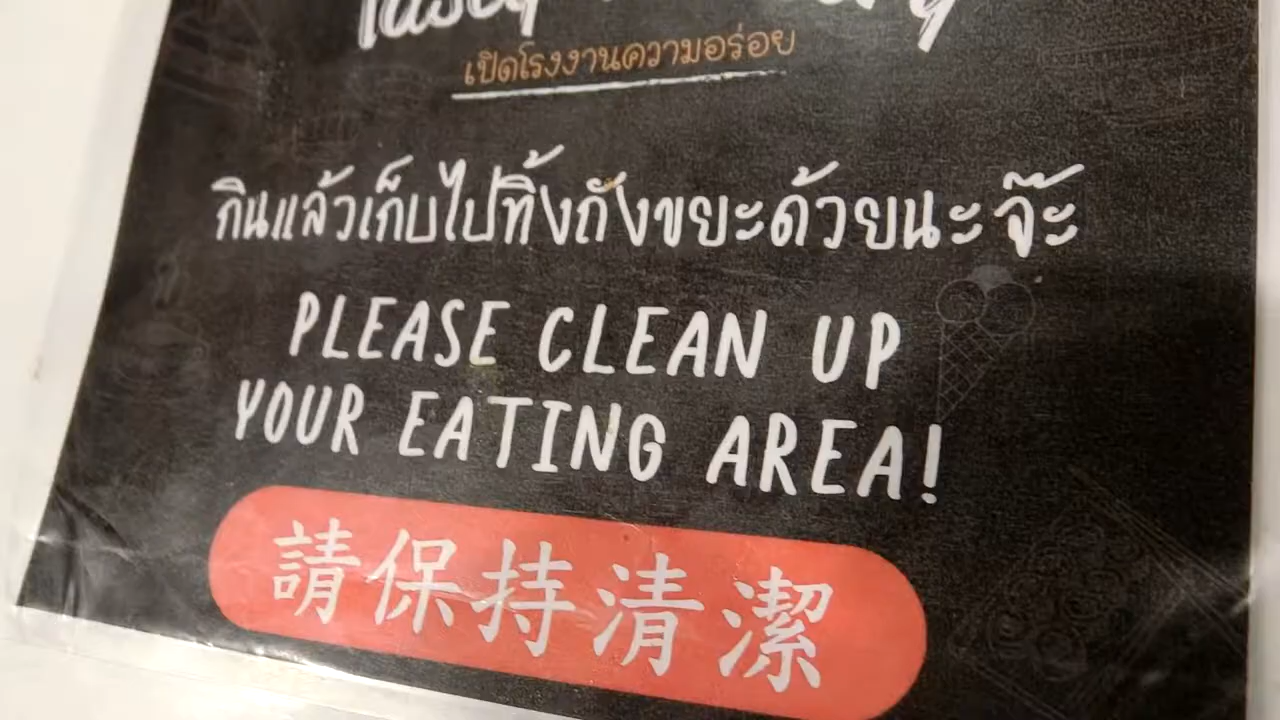 เปิดโรงงานความอร่อย
กินแล้วเก็บไปทิ้งถังขยะด้วยนะจ๊ะ
PLEASE CLEAN UP
YOUR EATING AREA!
請保持清潔